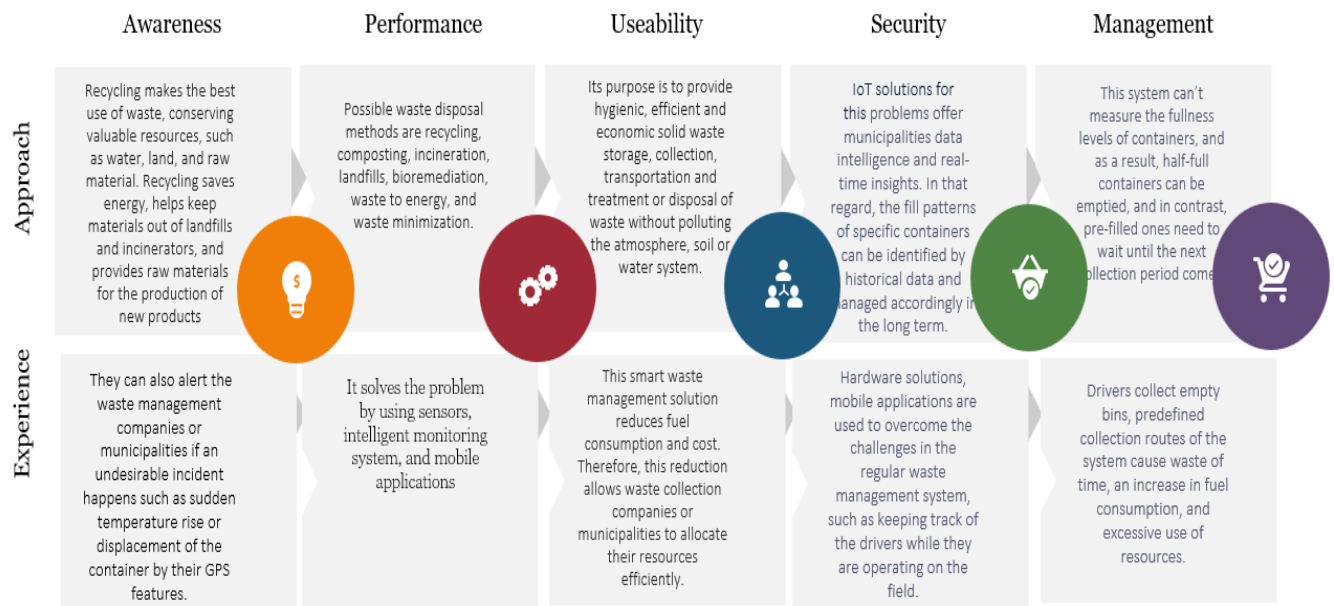 Awareness
Performance
Useability
Security
Management
Approach
Recycling makes the best
use of waste, conserving
valuable resources, such
as water, land, and raw
material. Recycling saves
energy, helps keep
materials out of landfills
and incinerators, and
provides raw materials
for the production of
new products
Possible waste disposal
methods are recycling,
composting, incineration,
landfills, bioremediation,
waste to energy, and
waste minimization.
Its purpose is to provide
hygienic, efficient and
economic solid waste
storage, collection,
transportation and
treatment or disposal of
waste without polluting
the atmosphere, soil or
water system.
IoT solutions for
this problems offer
municipalities data
intelligence and real-
time insights. In that
regard, the fill patterns
of specific containers
can be identified by
historical data and
managed accordingly in
the long term.
This system can't
measure the fullness
levels of containers, and
as a result, half-full
containers can be
emptied, and in contrast,
pre-filled ones need to
wait until the next
collection period
$
Experience
They can also alert the
waste management
companies or
municipalities if an
undesirable incident
happens such as sudden
temperature rise or
displacement of the
container by their GPS
features.
It solves the problem
by using sensors,
intelligent monitoring
system, and mobile
applications
This smart waste
management solution
reduces fuel
consumption and cost.
Therefore, this reduction
allows waste collection
companies or
municipalities to allocate
their resources
efficiently.
Hardware solutions,
mobile applications are
used to overcome the
challenges in the
regular waste
management system,
such as keeping track of
the drivers while they
are operating on the
field.
Drivers collect empty
bins, predefined
collection routes of the
system cause waste of
time, an increase in fuel
consumption, and
excessive use of
resources.